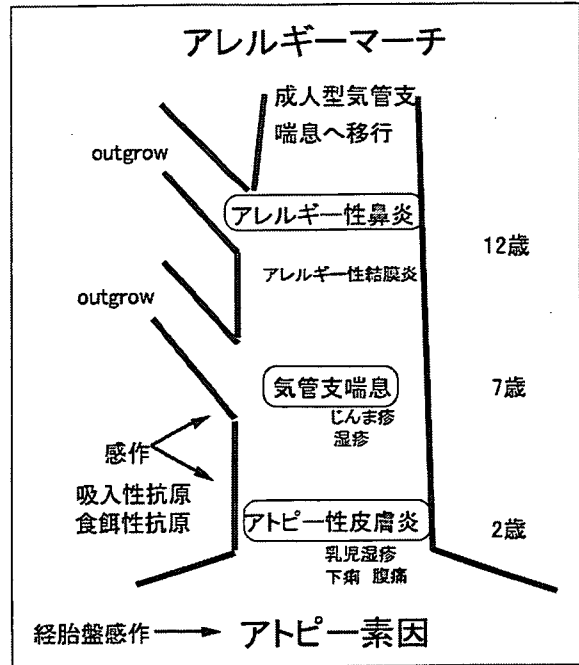 アレルギーマーチ
成人型気管支
喘息へ移行
outgrow
アレルギー性鼻炎
12歳
アレルギー性結膜炎
outgrow
気管支喘息
7歳
じんま疹
湿疹
感作
吸入性抗原
食餌性抗原
アトピー性皮膚炎
2歳
乳児湿疹
下痢 腹痛
経胎盤感作
アトピー素因